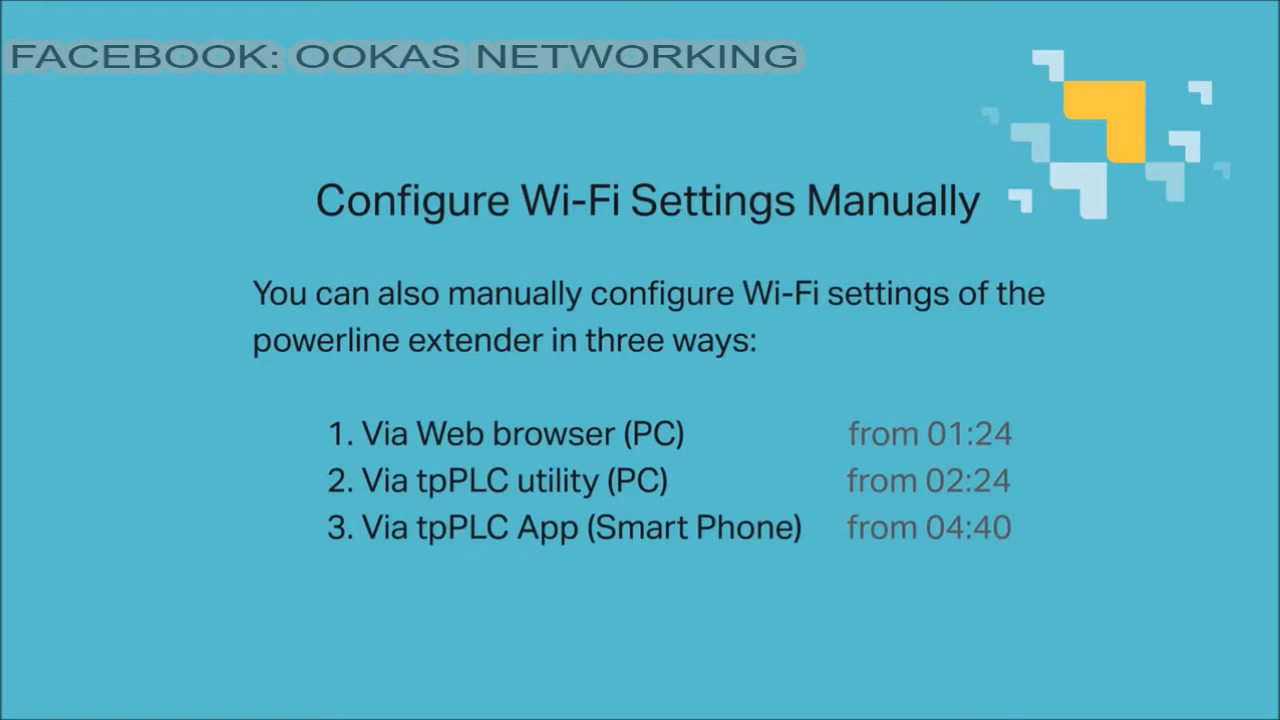 FACEBOOK: OOKAS NETWORKING
Configure Wi-Fi Settings Manually
You can also manually configure Wi-Fi settings of the
powerline extender in three ways:
1. Via Web browser (PC) from 01:24
2. Via tpPLC utility (PC) from 02:24
3. Via tpPLC App (Smart Phone) from 04:40